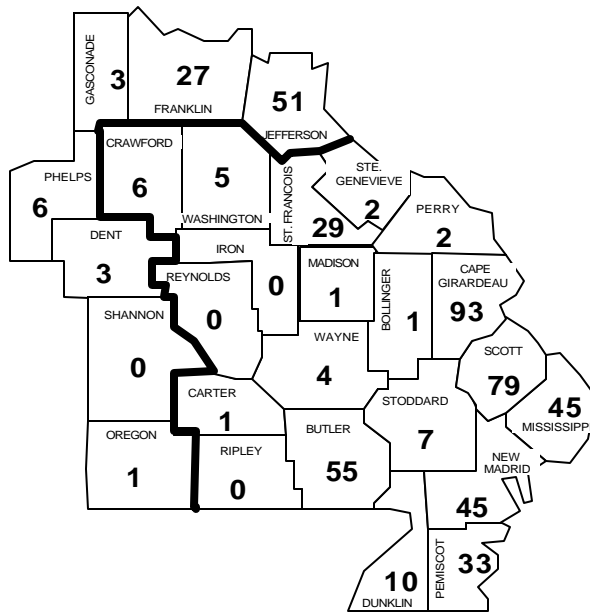 GASCONADE
3
27
FRANKLIN
51
JEFFERSON
CRAWFORD
6
5
WASHINGTON
ST. FRANCOIS
29
STE.
GENEVIEVE
2
PHELPS
6
PERRY
2
DENT
3
IRON
0
REYNOLDS
0
MADISON
1
BOLLINGER
1
CAPE
GIRARDEAU
93
SHANNON
0
WAYNE
4
SCOTT
79
CARTER
1
STODDARD
7
45
MISSISSIPPI
OREGON
1
RIPLEY
0
BUTLER
55
NEW
MADRID
45
PEMISCOT
33
10
DUNKLIN